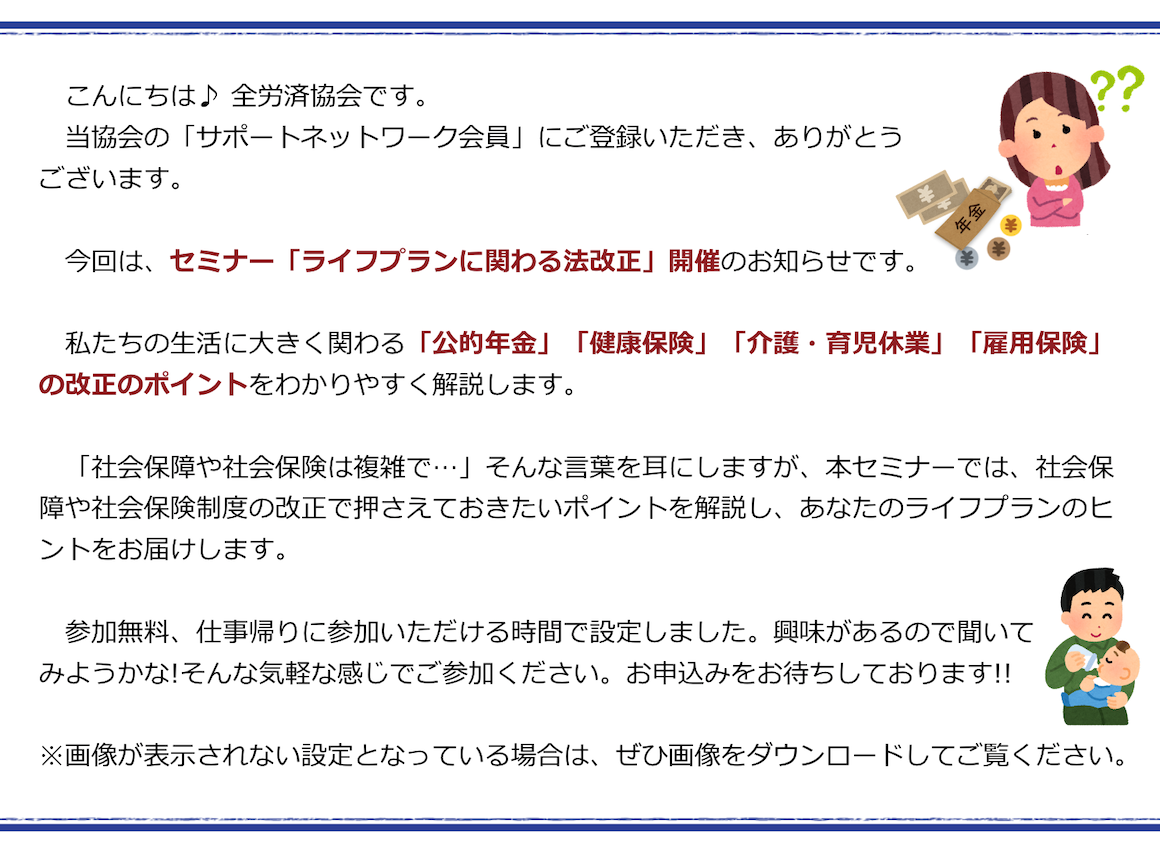 こんにちは♪ 全労済協会です。
当協会の「サポートネットワーク会員」にご登録いただき、ありがとう
ございます。
??
年金
今回は、セミナー「ライフプランに関わる法改正」開催のお知らせです。
私たちの生活に大きく関わる「公的年金」「健康保険」「介護・育児休業」「雇用保険」
の改正のポイントをわかりやすく解説します。
「社会保障や社会保険は複雑で…」そんな言葉を耳にしますが、本セミナーでは、社会保
障や社会保険制度の改正で押さえておきたいポイントを解説し、あなたのライフプランのヒ
ントをお届けします。
参加無料、仕事帰りに参加いただける時間で設定しました。興味があるので聞いて
みようかな!そんな気軽な感じでご参加ください。お申込みをお待ちしております!!
※画像が表示されない設定となっている場合は、ぜひ画像をダウンロードしてご覧ください。